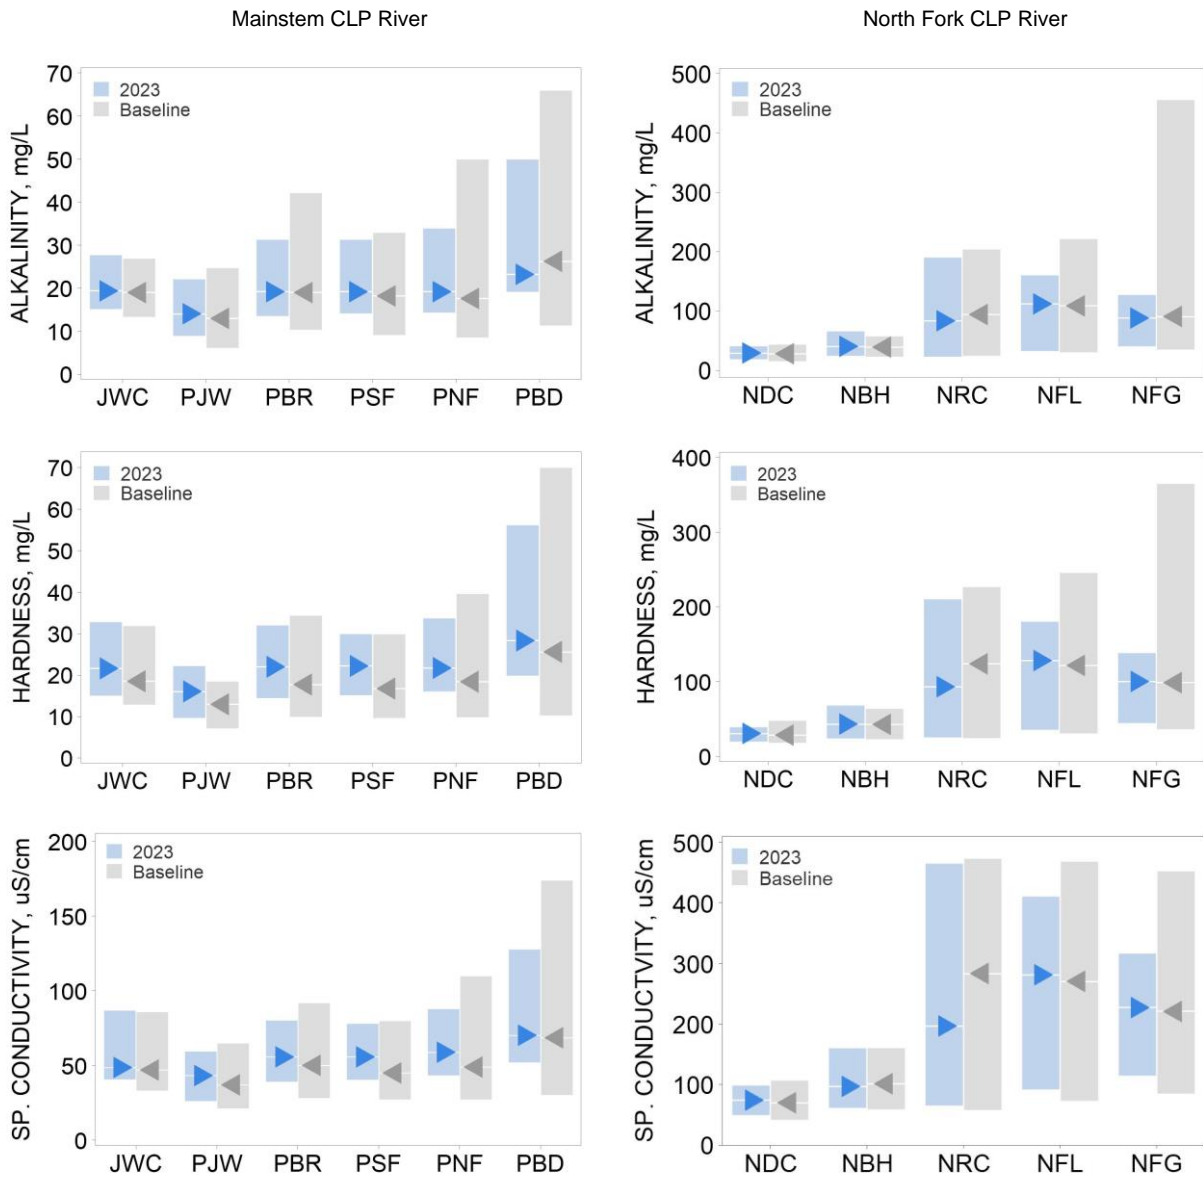 Mainstem CLP River
North Fork CLP River
ALKALINITY, mg/L
70
60
50
40
30
20
10
0
2023
Baseline
JWC PJW PBR PSF PNF PBD
ALKALINITY, mg/L
500
400
300
200
100
0
2023
Baseline
NDC NBH NRC NFL NFG
HARDNESS, mg/L
70
60
50
40
30
20
10
0
2023
Baseline
JWC PJW PBR PSF PNF PBD
HARDNESS, mg/L
400
300
200
100
0
2023
Baseline
NDC NBH NRC NFL NFG
SP. CONDUCTIVITY, uS/cm
200
150
100
50
0
2023
Baseline
JWC PJW PBR PSF PNF PBD
SP. CONDUCTVITY, uS/cm
500
400
300
200
100
0
2023
Baseline
NDC NBH NRC NFL NFG